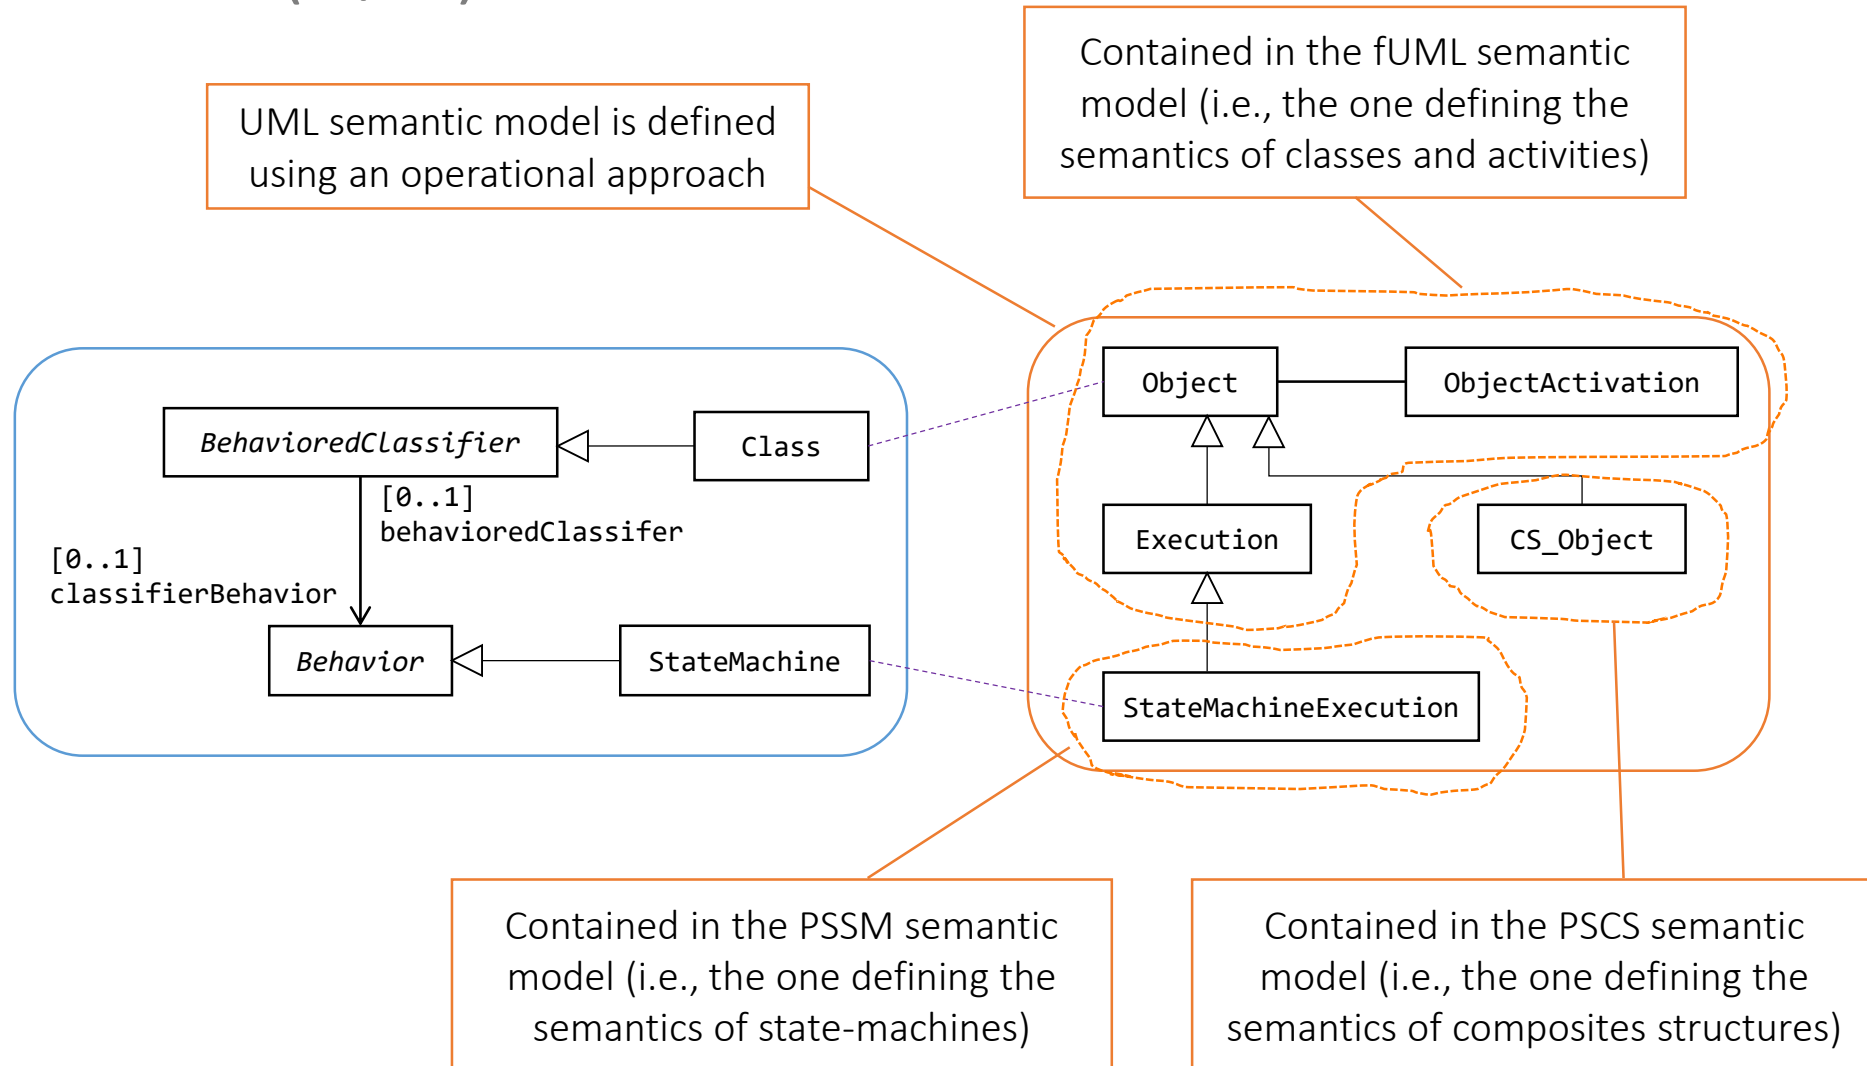 Contained in the fUML semantic
model (i.e., the one defining the
semantics of classes and activities)
UML semantic model is defined
using an operational approach
Object
ObjectActivation
BehavioredClassifier
Class
[0..1]
behavioredClassifer
Execution
CS_Object
[0..1]
classifierBehavior
Behavior
StateMachine
StateMachineExecution
Contained in the PSSM semantic
model (i.e., the one defining the
semantics of state-machines)
Contained in the PSCS semantic
model (i.e., the one defining the
semantics of composites structures)